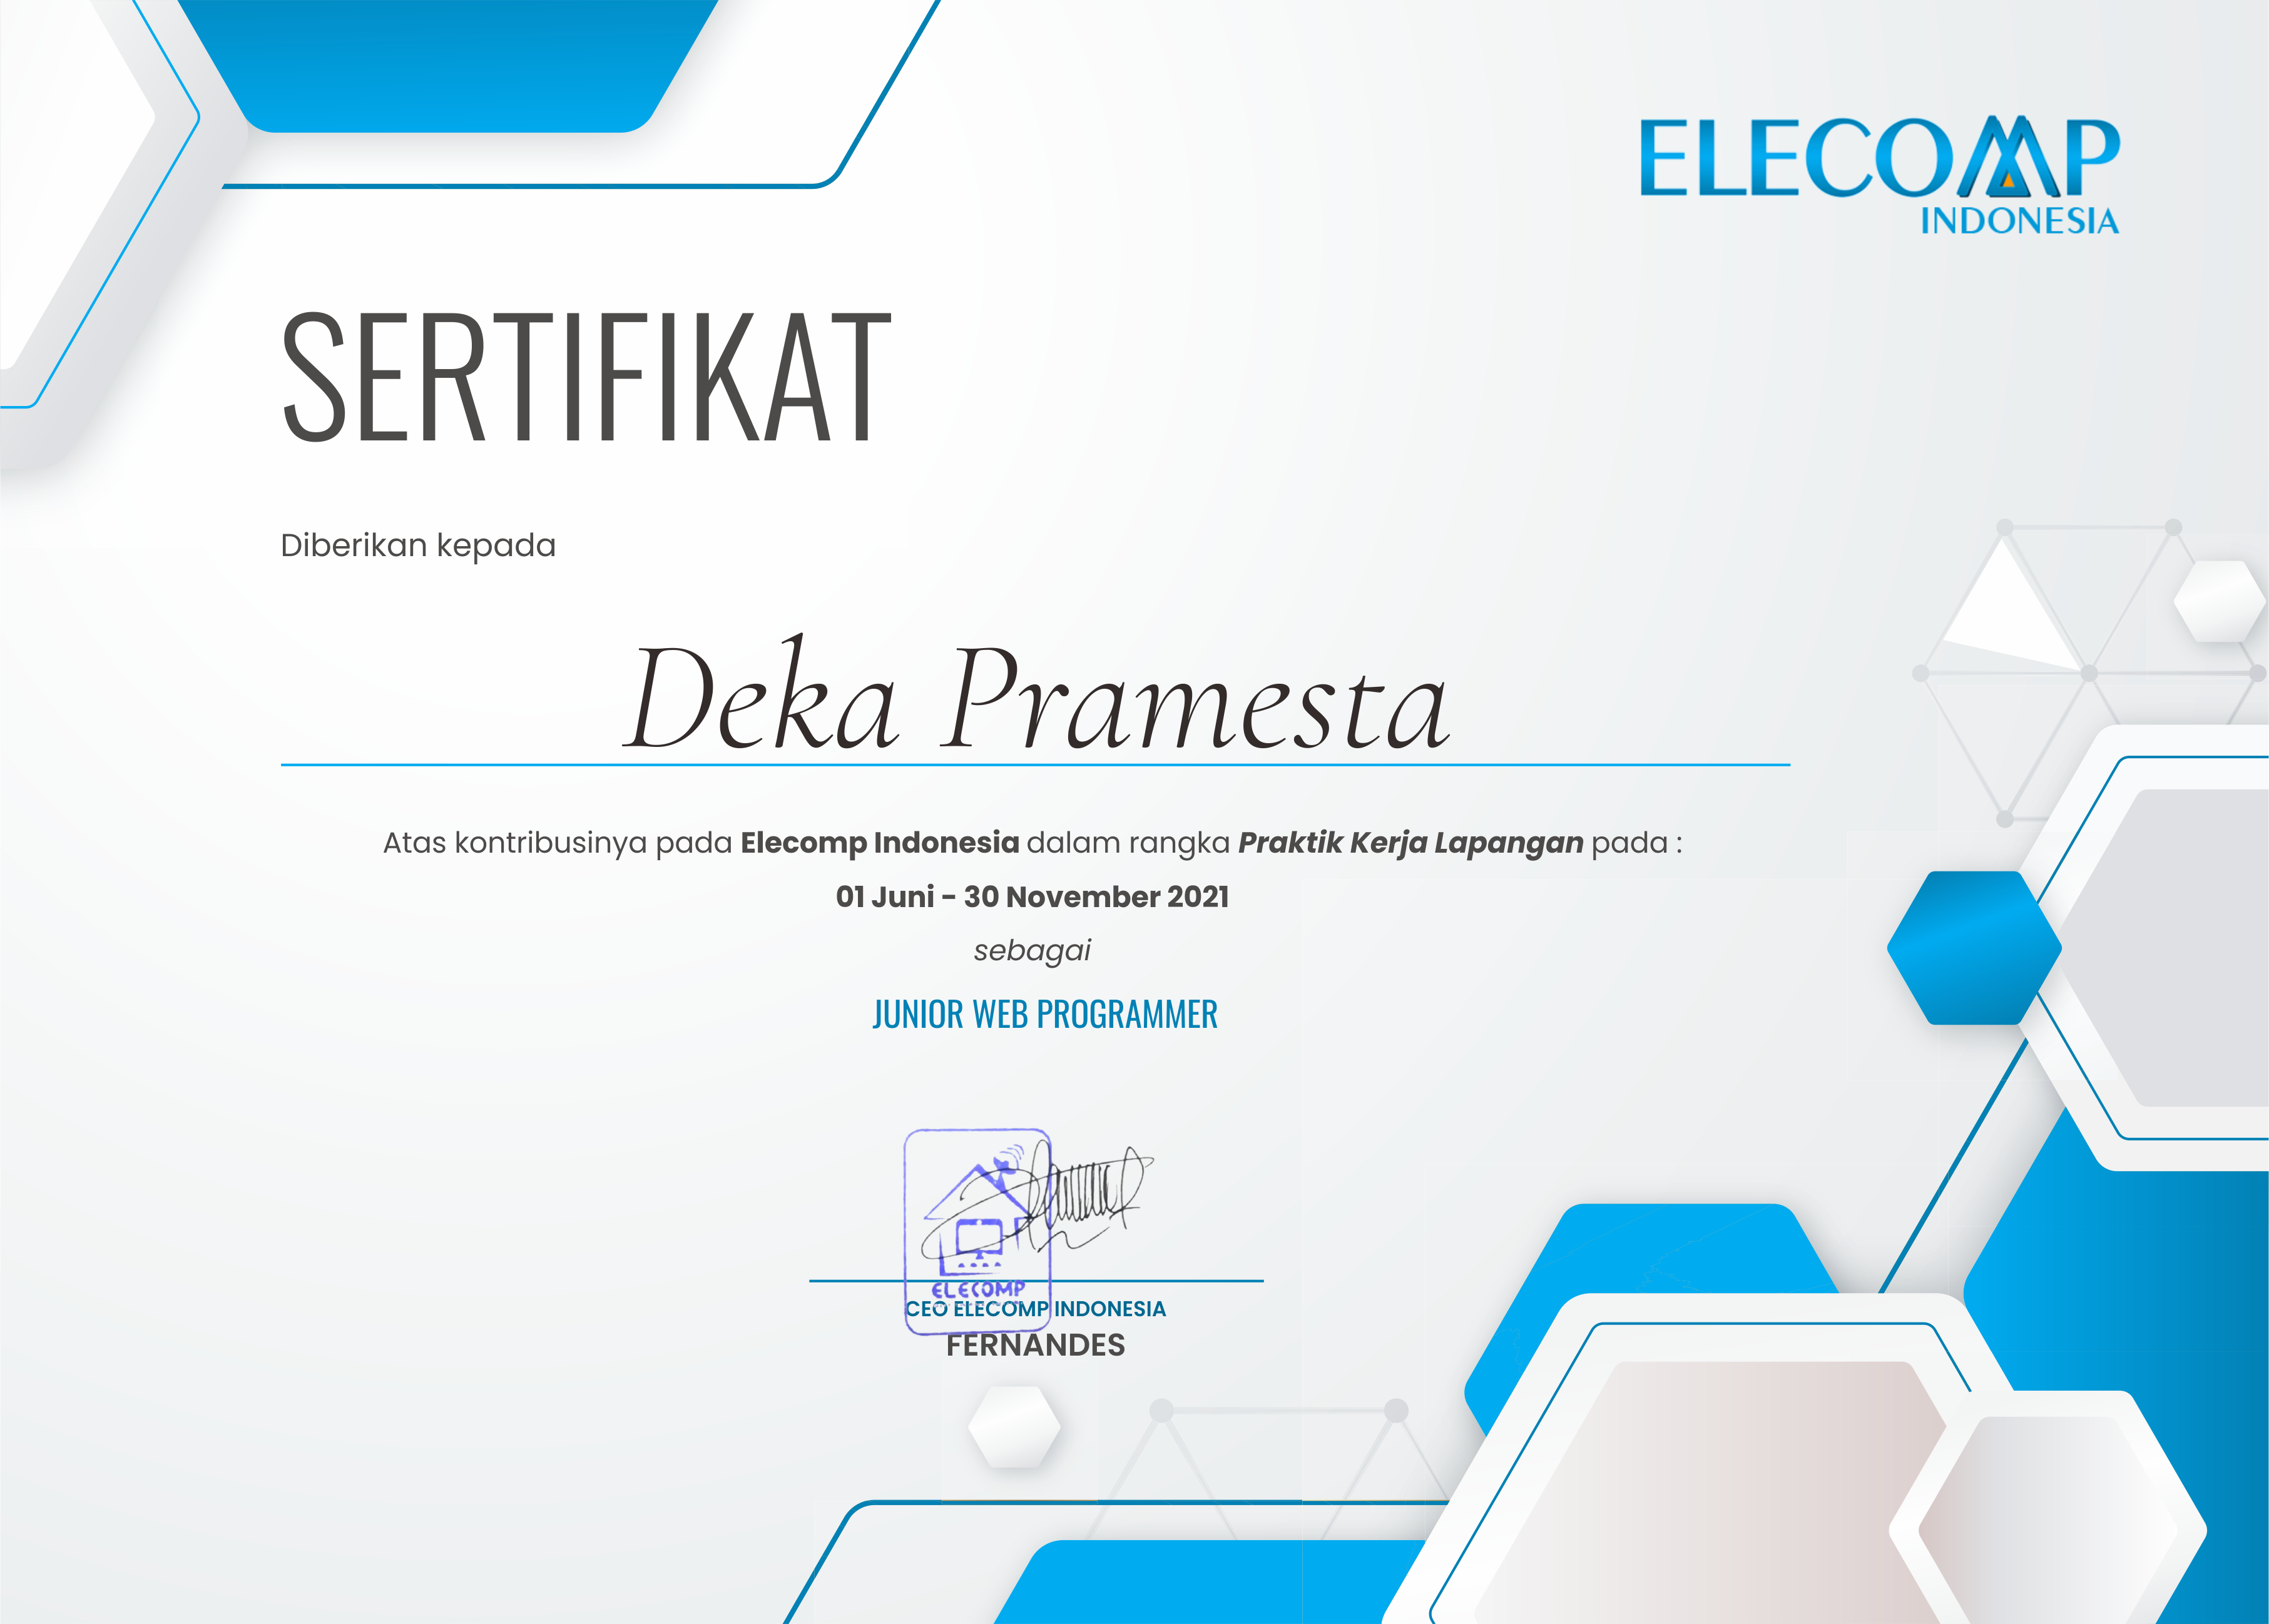 ELECOMP
INDONESIA
SERTIFIKAT
Diberikan kepada
Deka Pramesta
Atas kontribusinya pada Elecomp Indonesia dalam rangka Praktik Kerja Lapangan pada :
01 Juni - 30 November 2021
sebagai
JUNIOR WEB PROGRAMMER
ELECOMP
CEO ELECOMP INDONESIA
FERNANDES